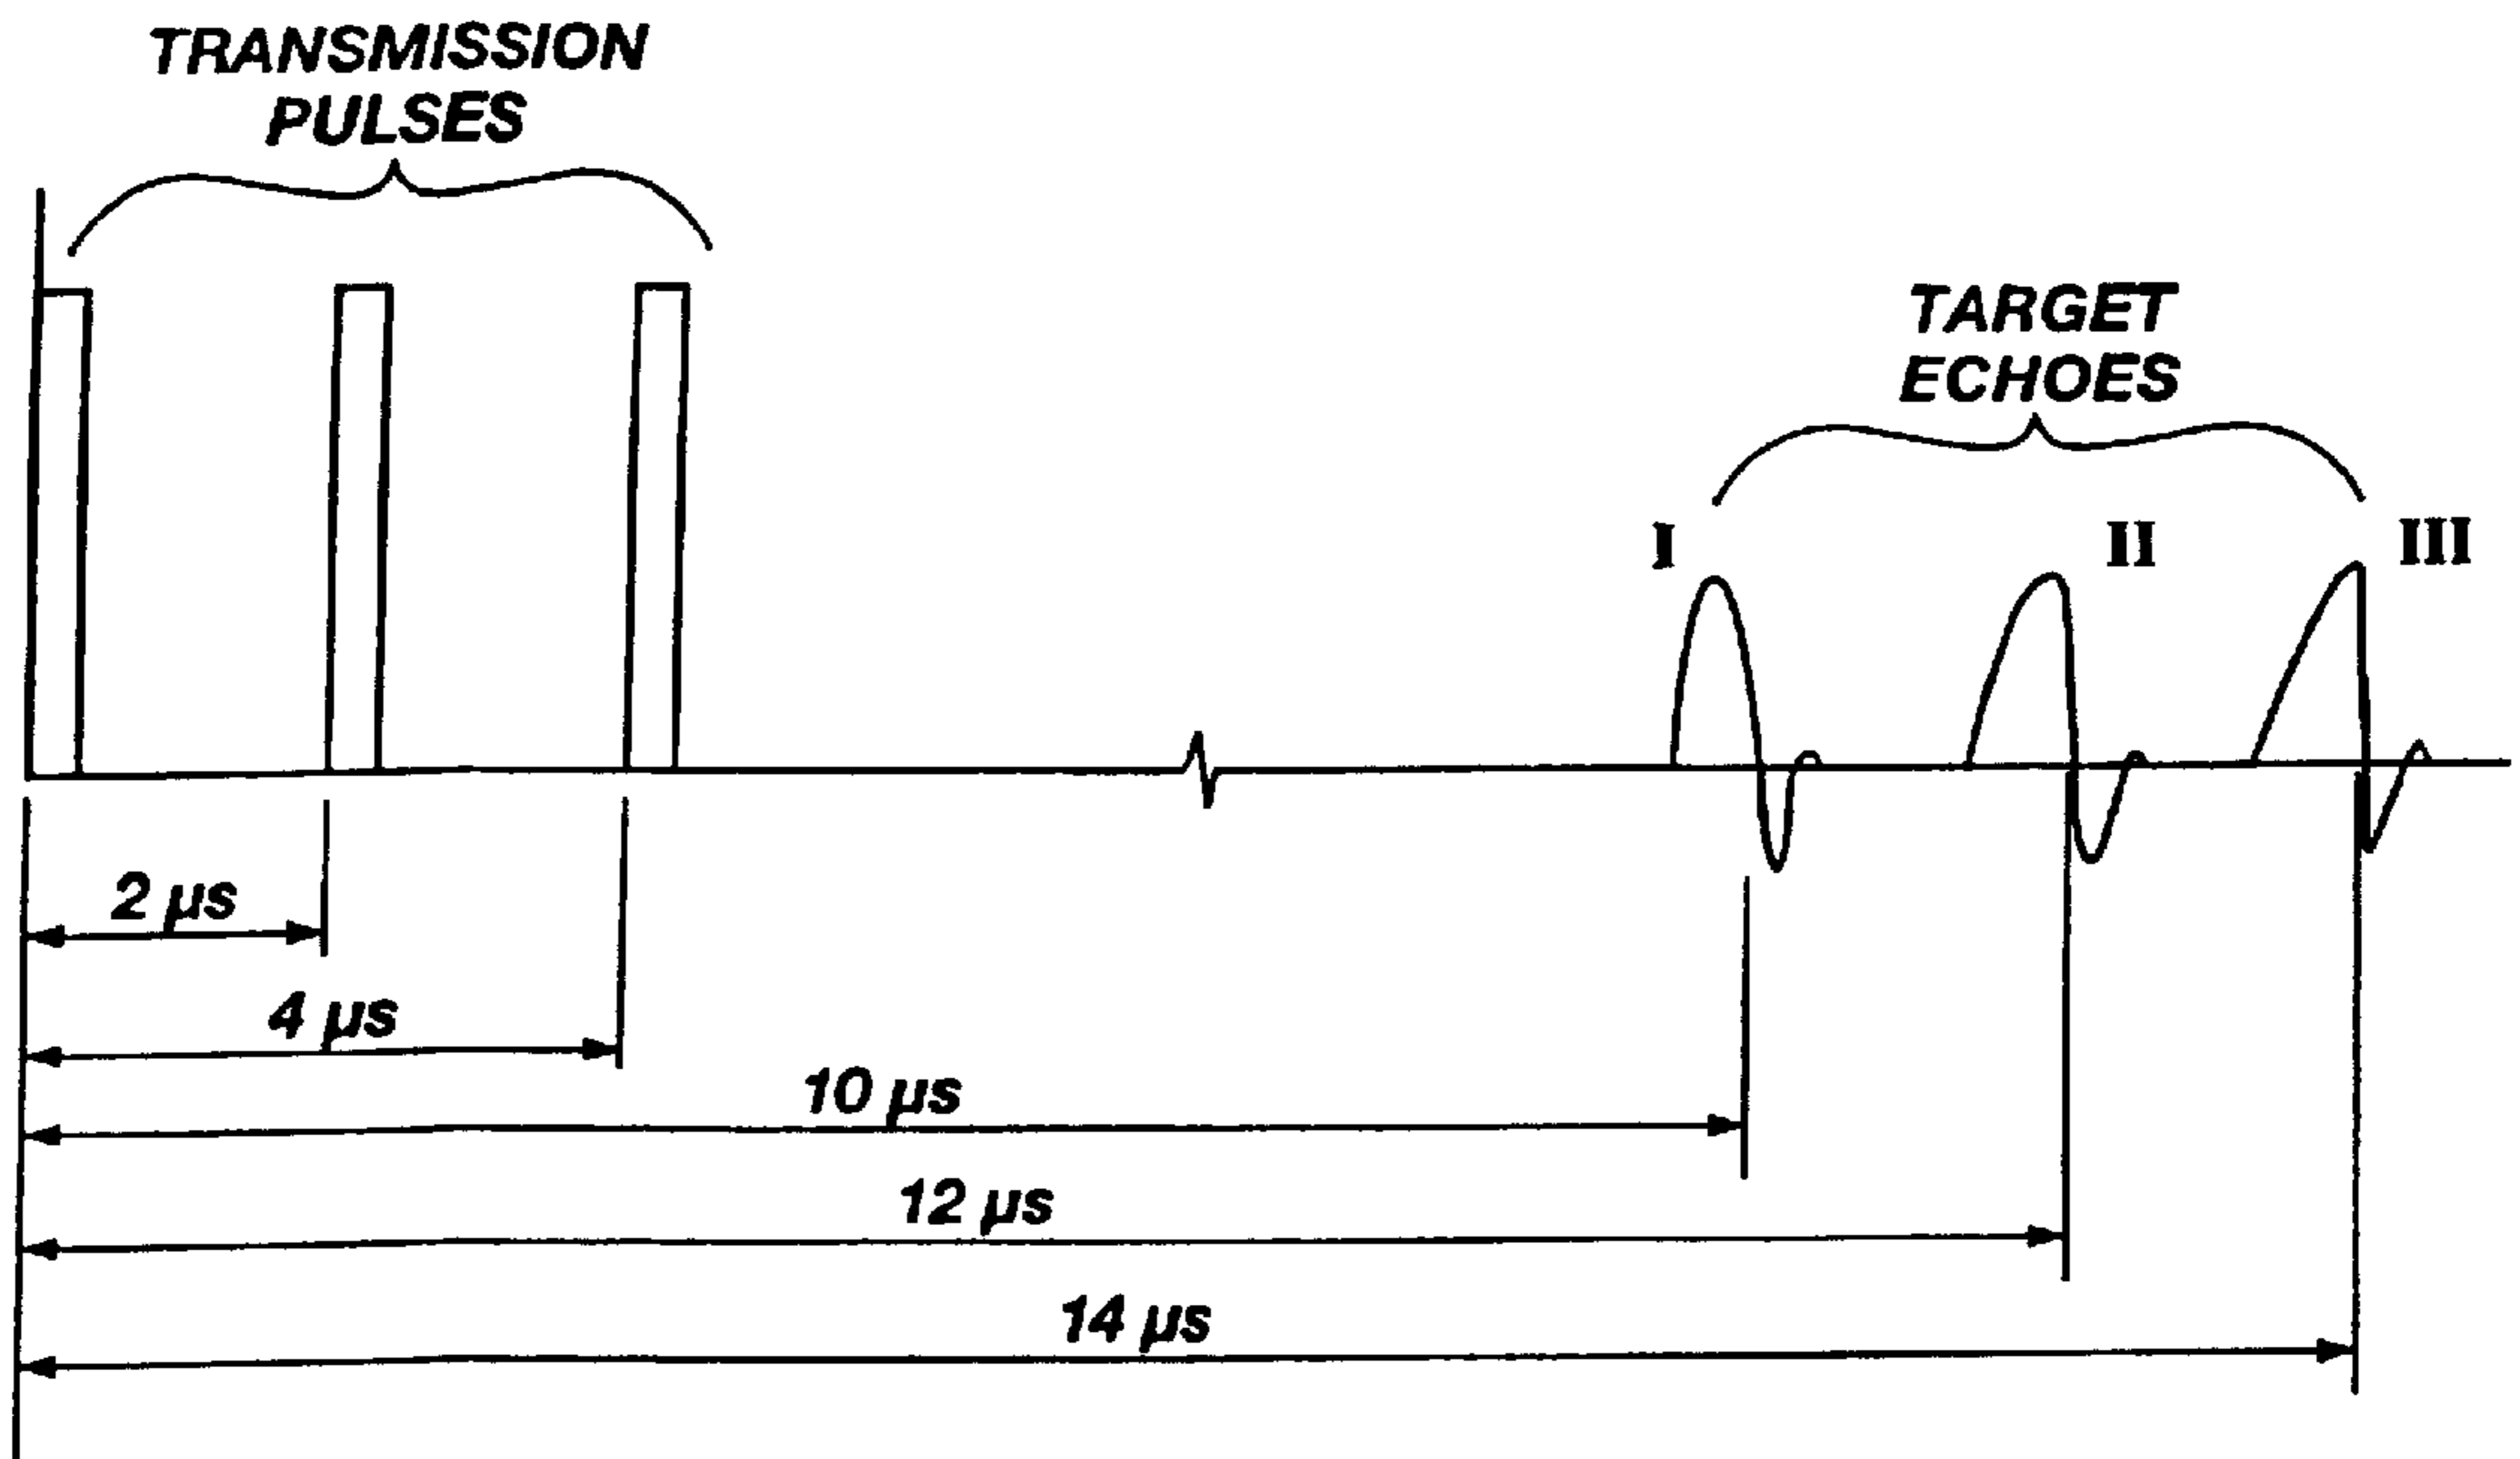 TRANSMISSION
PULSES
TARGET
ECHOES
I
II
III
2 µs
4 µs
10 µs
12 µs
14 µs